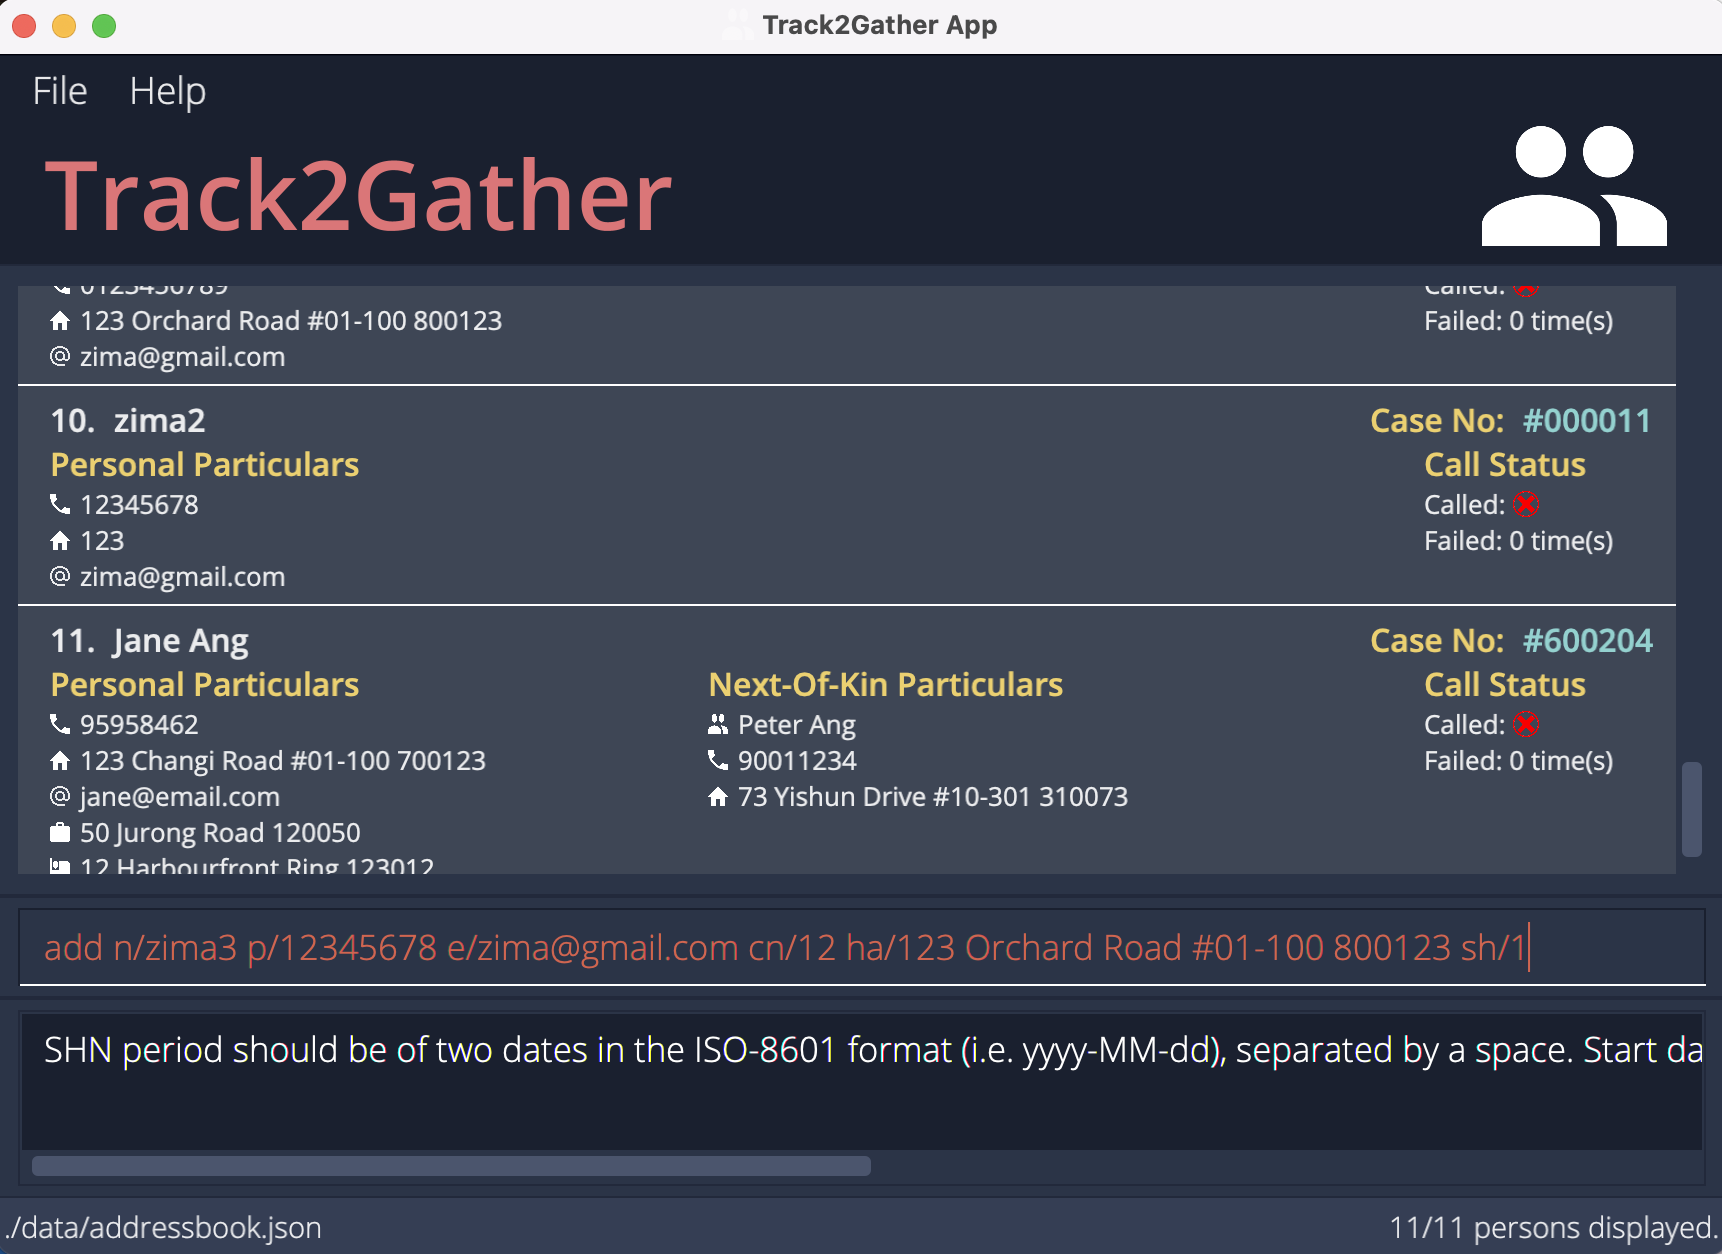 Track2Gather App
File Help
Track2Gather
0123456789 Called:
123 Orchard Road #01-100 800123 Failed: 0 time(s)
@ zima@gmail.com
10. zima2 Case No: #000011
Personal Particulars Call Status
12345678 Called:
123 Failed: 0 time(s)
@ zima@gmail.com
11. Jane Ang Case No: #600204
Personal Particulars Next-Of-Kin Particulars Call Status
95958462 Peter Ang Called:
123 Changi Road #01-100 700123 90011234 Failed: 0 time(s)
@ jane@email.com 73 Yishun Drive #10-301 310073
50 Jurong Road 120050
12 Harbourfront Ring 123012
add n/zima3 p/12345678 e/zima@gmail.com cn/12 ha/123 Orchard Road #01-100 800123 sh/1
SHN period should be of two dates in the ISO-8601 format (i.e. yyyy-MM-dd), separated by a space. Start da
./data/addressbook.json 11/11 persons displayed.